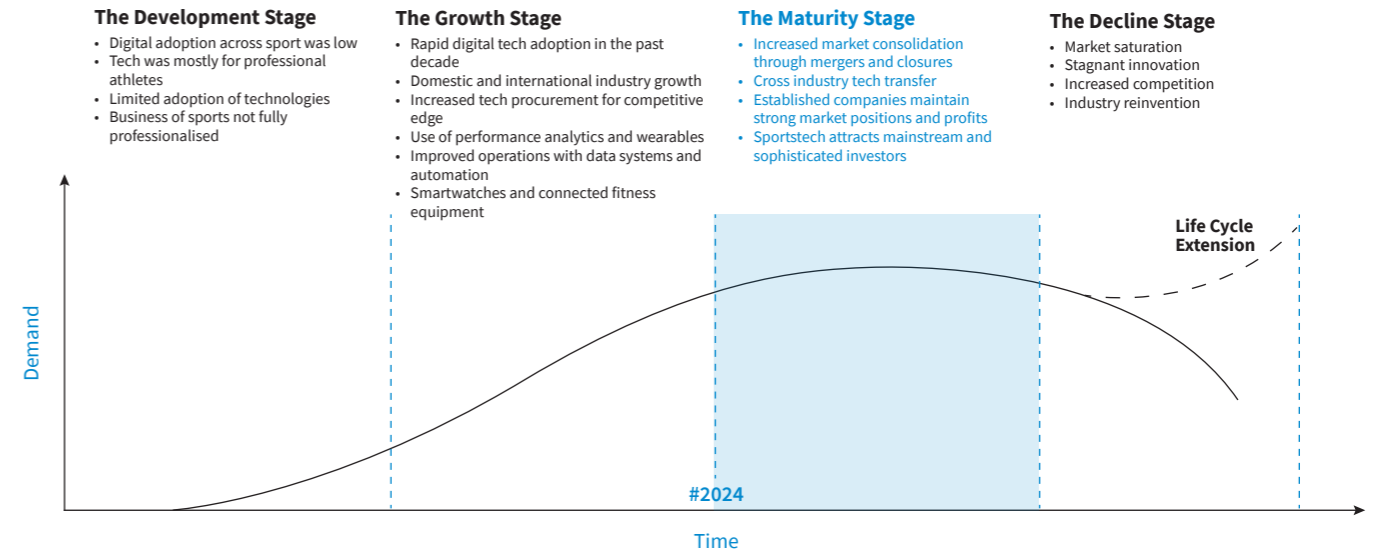 The Development Stage
• Digital adoption across sport was low
• Tech was mostly for professional
athletes
• Limited adoption of technologies
• Business of sports not fully
professionalised
The Growth Stage
• Rapid digital tech adoption in the past
decade
• Domestic and international industry growth
• Increased tech procurement for competitive
edge
• Use of performance analytics and wearables
• Improved operations with data systems and
automation
• Smartwatches and connected fitness
equipment
The Maturity Stage
• Increased market consolidation
through mergers and closures
• Cross industry tech transfer
• Established companies maintain
strong market positions and profits
• Sportstech attracts mainstream and
sophisticated investors
The Decline Stage
• Market saturation
• Stagnant innovation
• Increased competition
• Industry reinvention
Life Cycle
Extension
Demand
#2024
Time